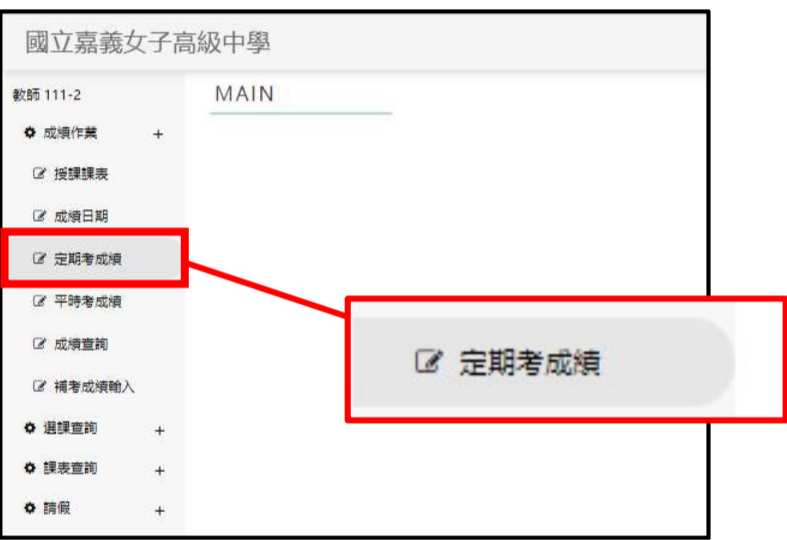 國立嘉義女子高級中學
教師 111-2
MAIN
成績作業 +
授課課表
成績日期
定期考成績
平時考成績
成績查詢
補考成績輸入
選課查詢 +
課表查詢 +
請假 +
定期考成績